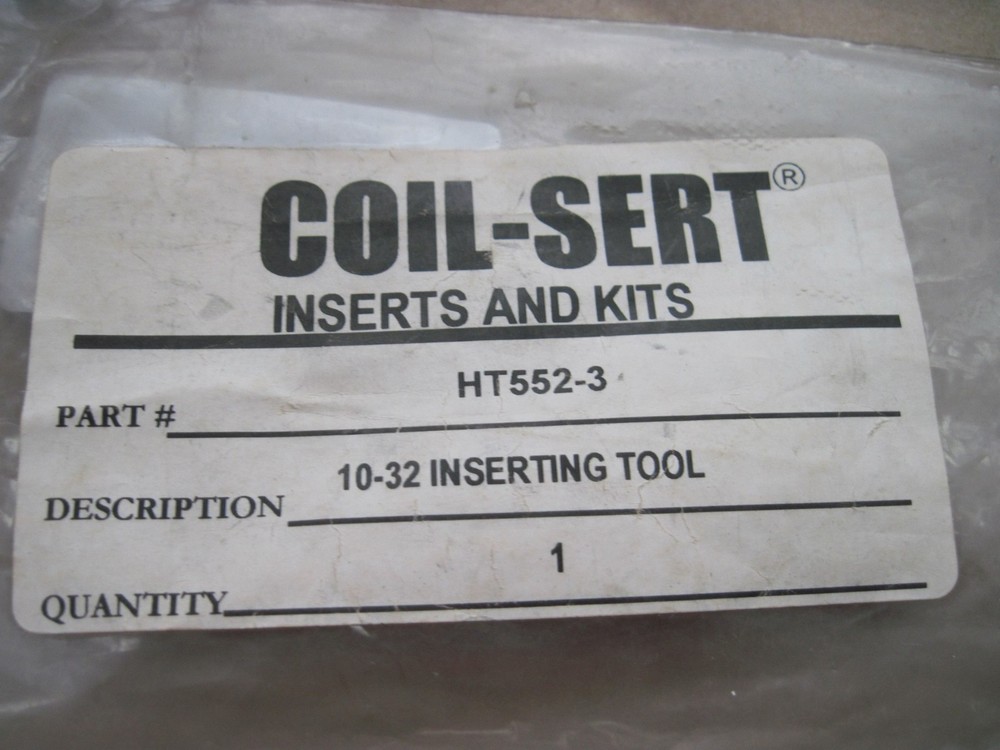 COIL-SERT®
INSERTS AND KITS
HT552-3
PART #
10-32 INSERTING TOOL
DESCRIPTION
1
QUANTITY